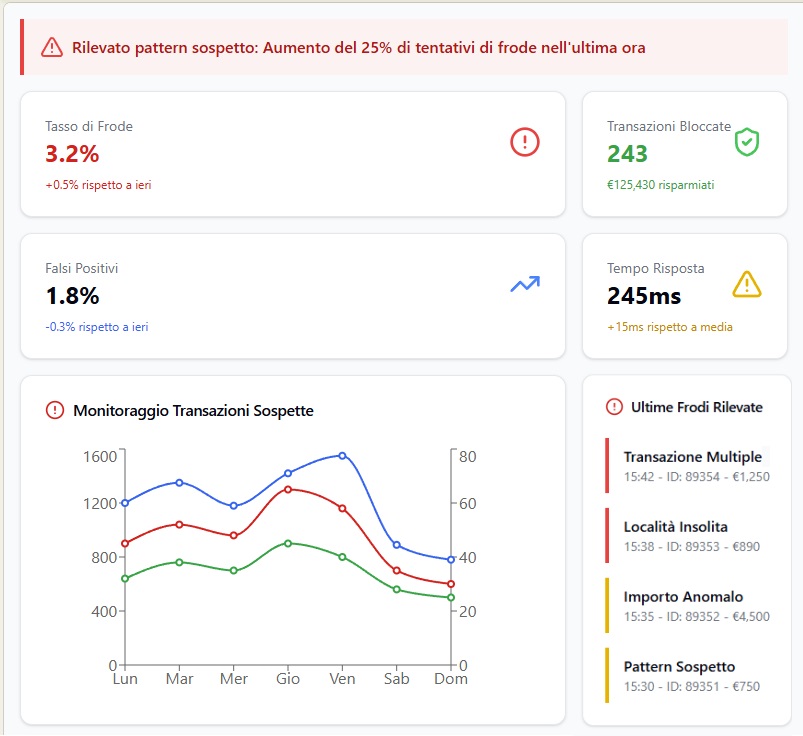 Rilevato pattern sospetto: Aumento del 25% di tentativi di frode nell'ultima ora
Tasso di Frode
3.2%
+0.5% rispetto a ieri
Transazioni Bloccate
243
€125,430 risparmiati
Falsi Positivi
1.8%
-0.3% rispetto a ieri
Tempo Risposta
245ms
+15ms rispetto a media
Monitoraggio Transazioni Sospette
1600
1200
800
400
0
80
60
40
20
0
Lun Mar Mer Gio Ven Sab Dom
Ultime Frodi Rilevate
Transazione Multiple
15:42 - ID: 89354 - €1,250
Località Insolita
15:38 - ID: 89353 - €890
Importo Anomalo
15:35 - ID: 89352 - €4,500
Pattern Sospetto
15:30 - ID: 89351 - €750